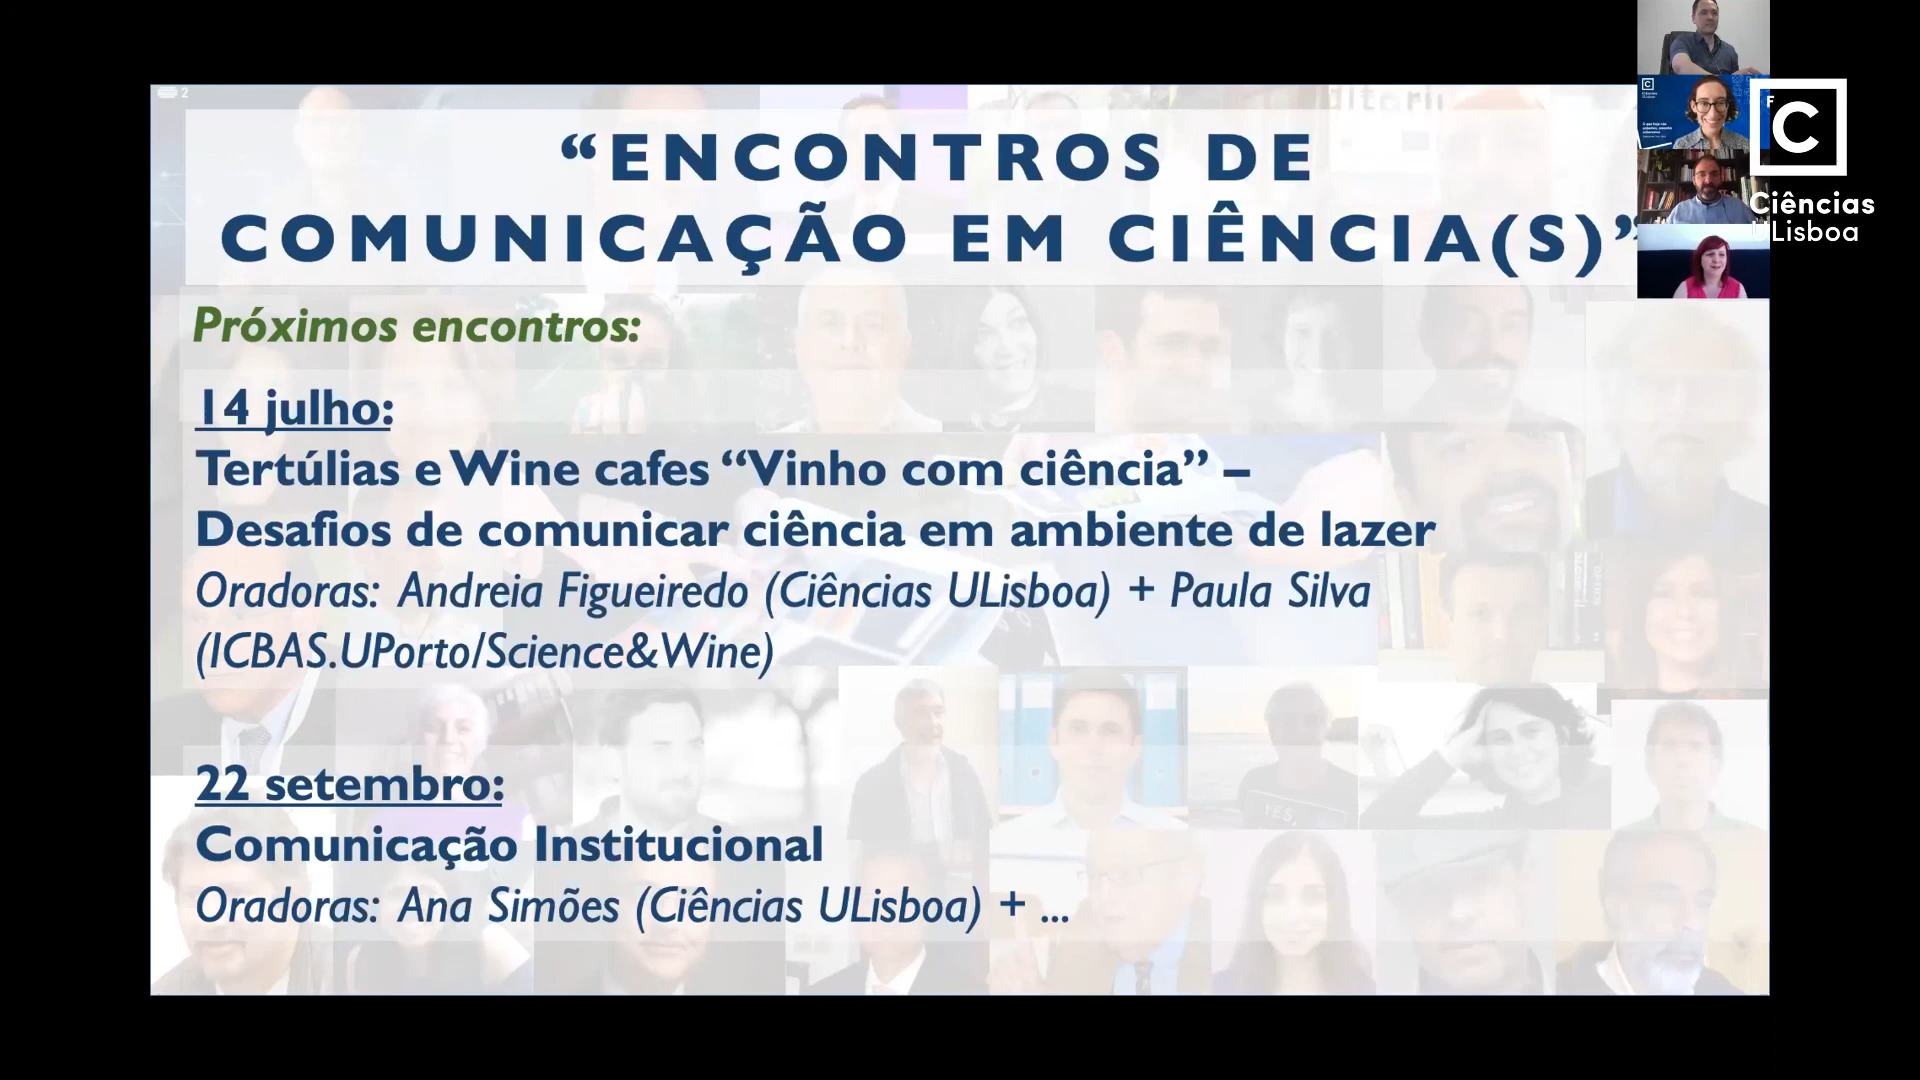 2
“ENCONTROS DE
COMUNICAÇÃO EM CIÊNCIA(S)”
Próximos encontros:
14 julho:
Tertúlias e Wine cafes “Vinho com ciência” –
Desafios de comunicar ciência em ambiente de lazer
Oradoras: Andreia Figueiredo (Ciências ULisboa) + Paula Silva
(ICBAS.UPorto/Science&Wine)
22 setembro:
Comunicação Institucional
Oradoras: Ana Simões (Ciências ULisboa) + ...
C
Ciências
ULisboa
YES,